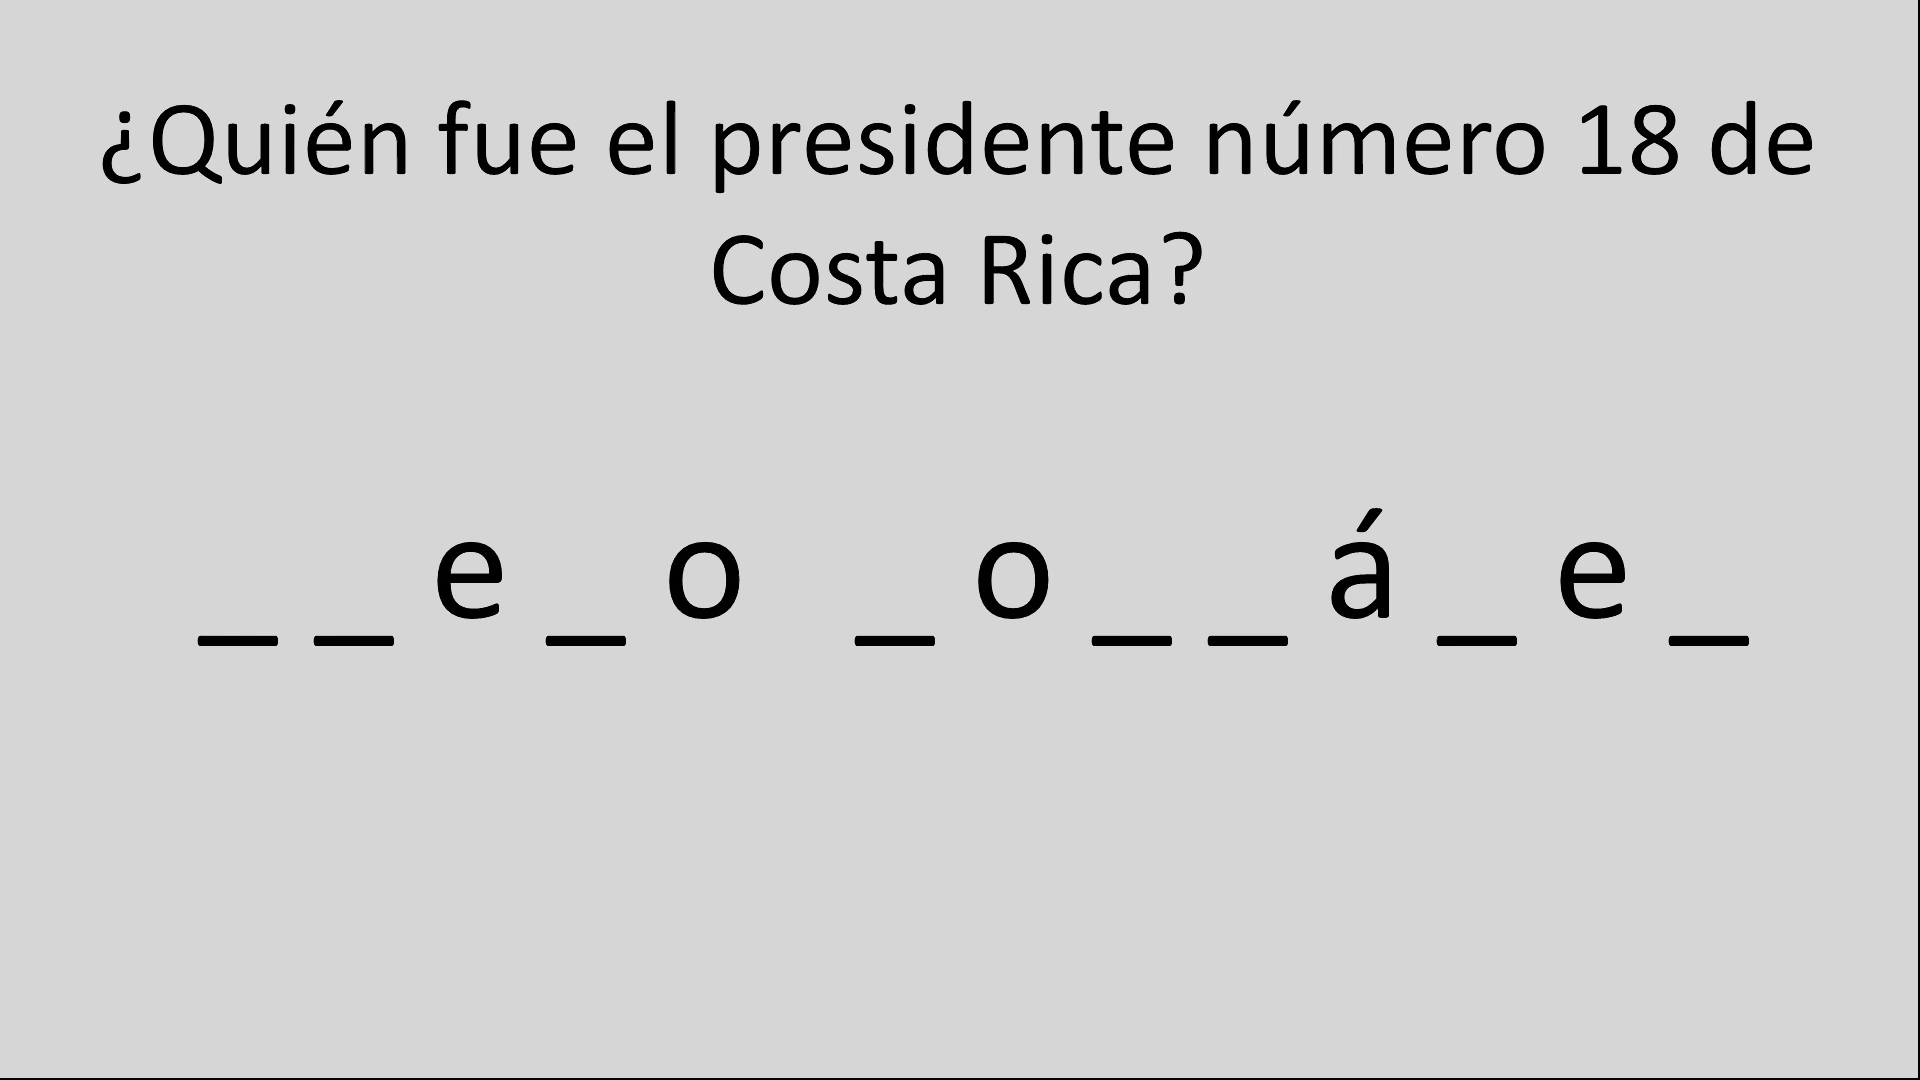 ¿Quién fue el presidente número 18 de
Costa Rica?
_ _ e _ o _ o _ _ á _ e _